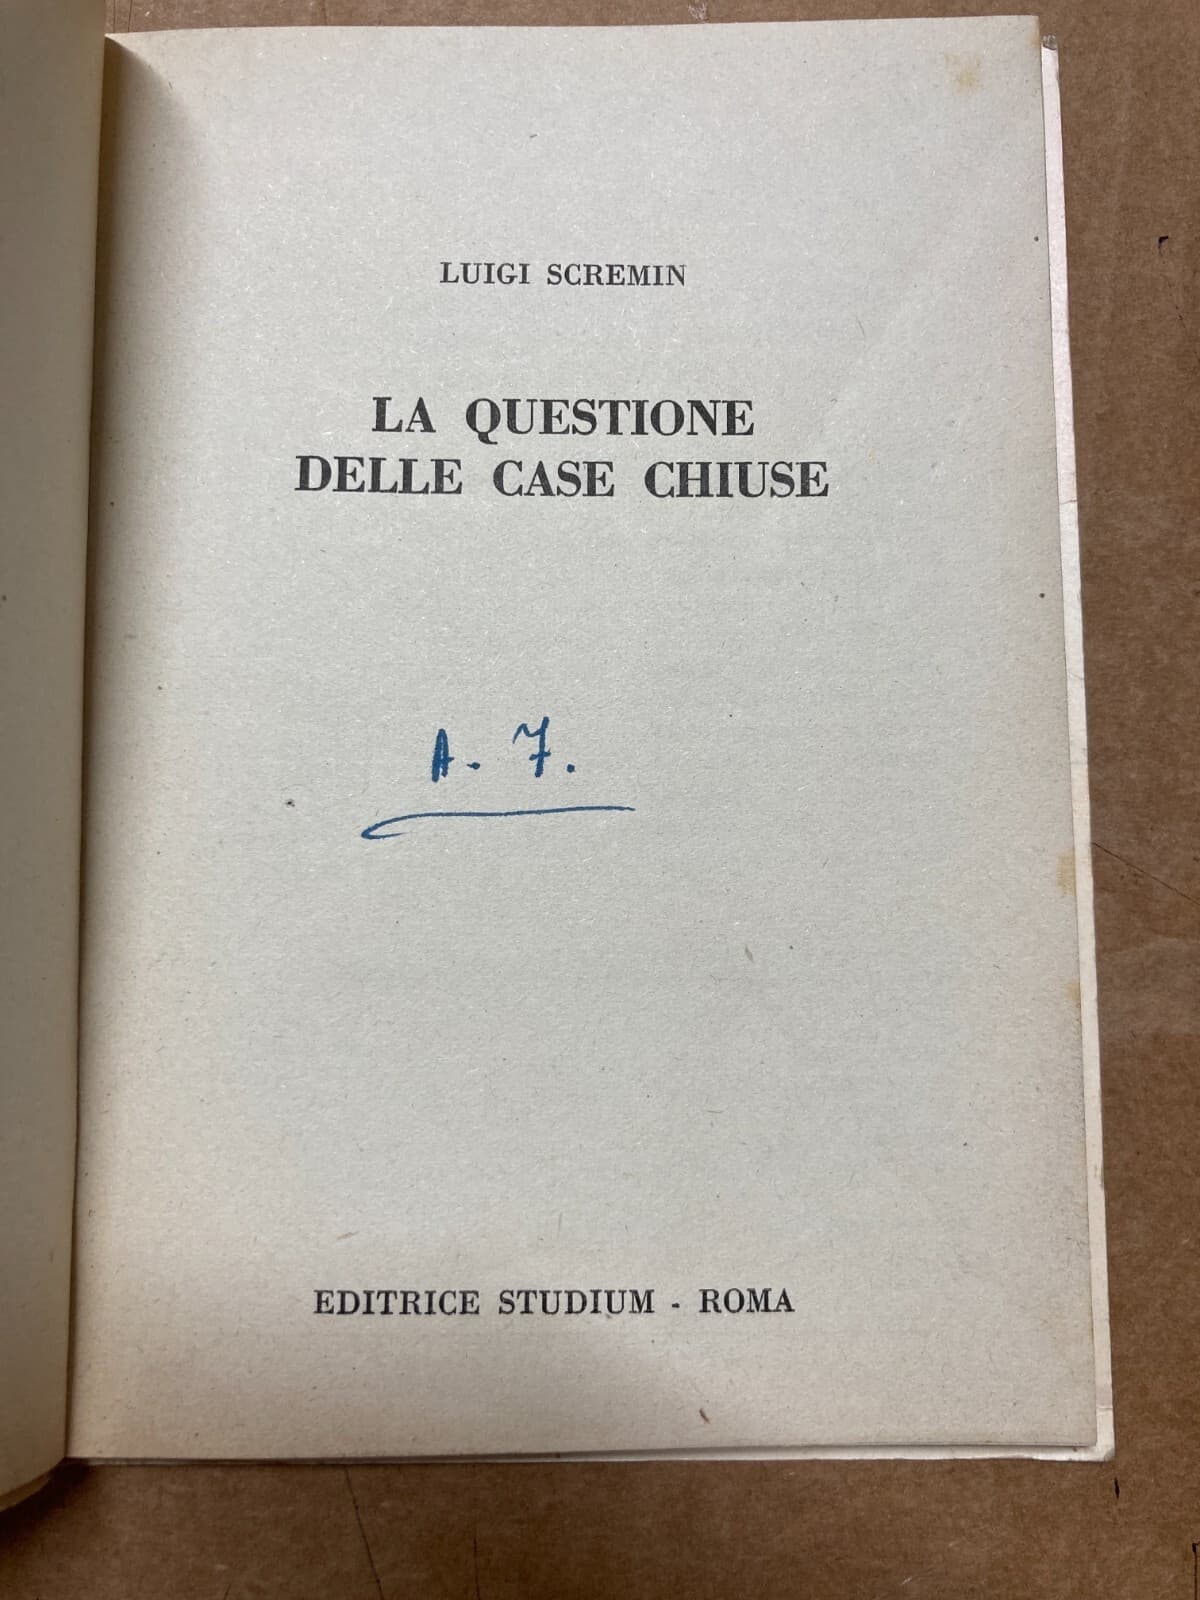 LUIGI SCREMIN
LA QUESTIONE
DELLE CASE CHIUSE
A. 7.
EDITRICE STUDIUM - ROMA